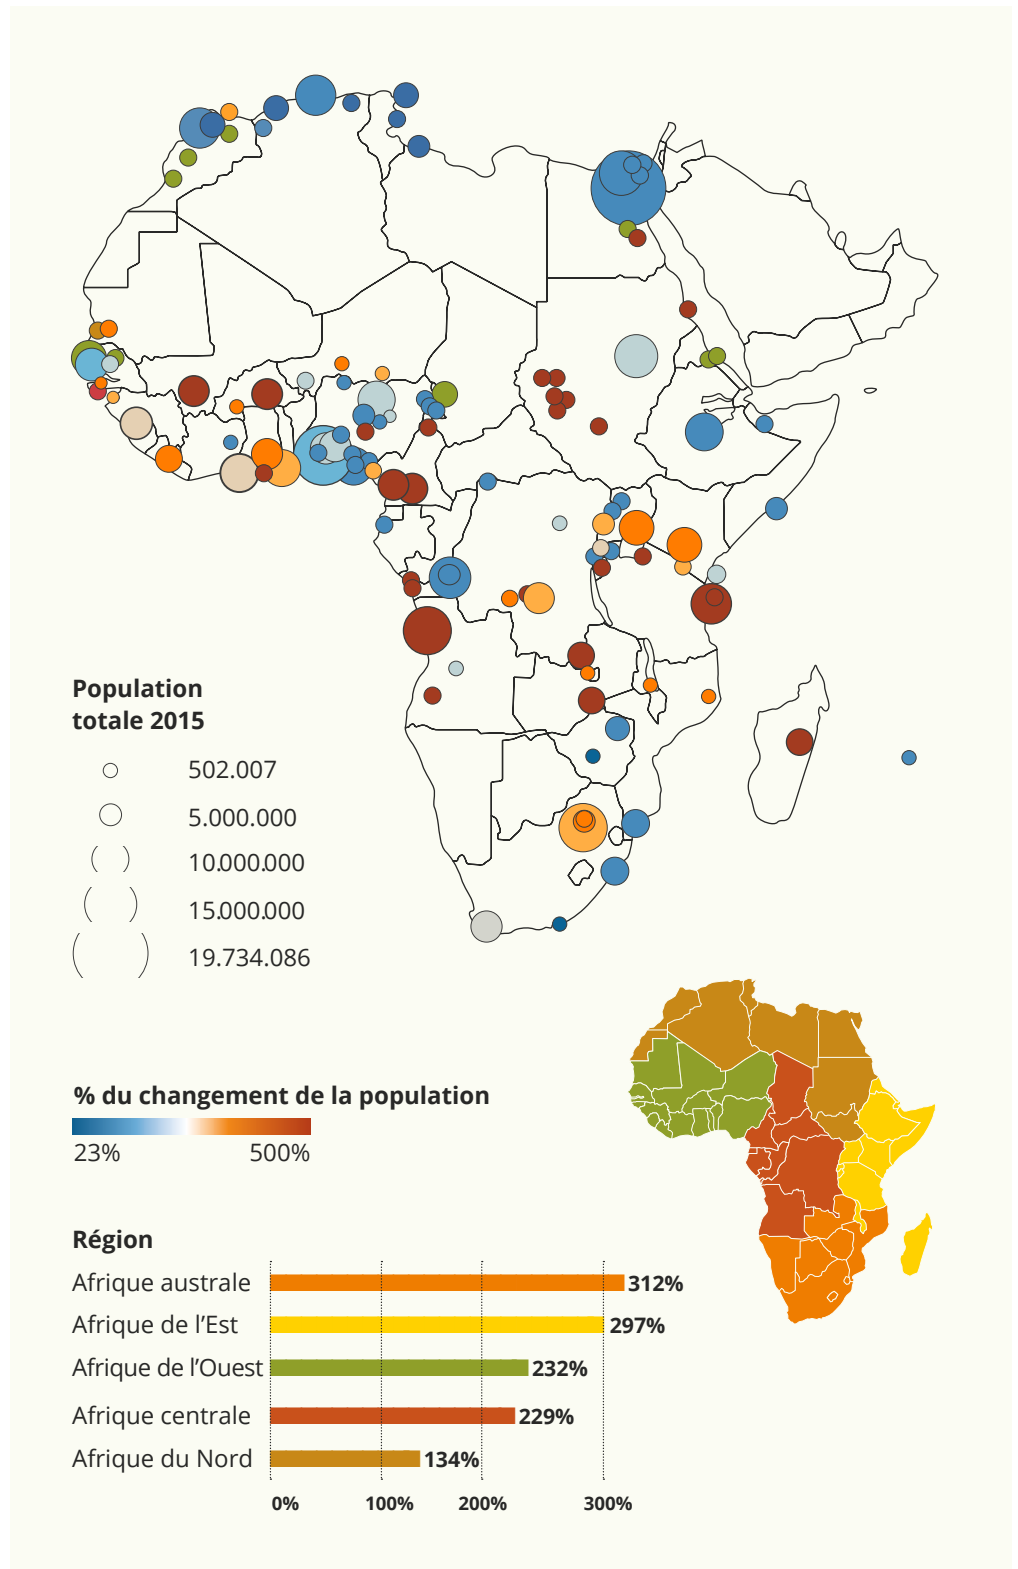 Population
totale 2015
502.007
5.000.000
10.000.000
15.000.000
19.734.086
% du changement de la population
23% 500%
Région
Afrique australe 312%
Afrique de l’Est 297%
Afrique de l’Ouest 232%
Afrique centrale 229%
Afrique du Nord 134%
0% 100% 200% 300%